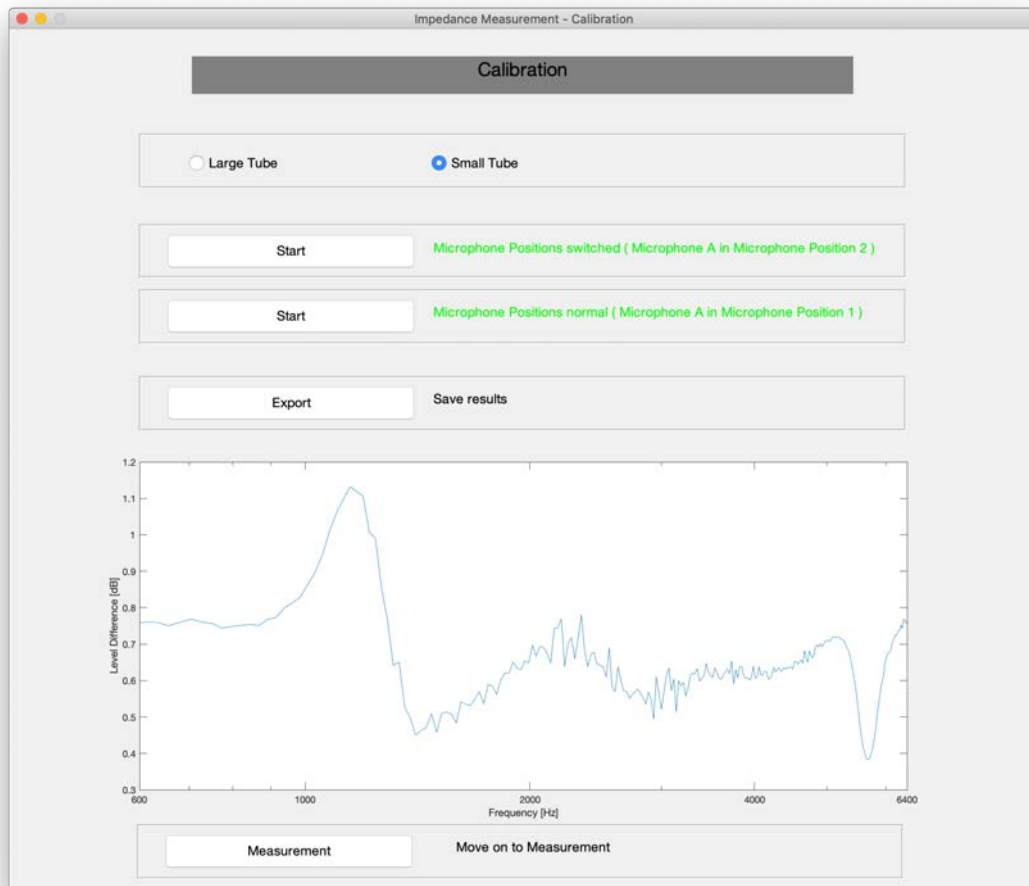 Impedance Measurement - Calibration
Calibration
Large Tube
Small Tube
Start
Microphone Positions switched ( Microphone A in Microphone Position 2 )
Start
Microphone Positions normal ( Microphone A in Microphone Position 1 )
Export
Save results
1.2
1.1
1
0.9
0.8
0.7
0.6
0.5
0.4
0.3
Level Difference [dB]
600
1000
2000
4000
6400
Frequency [Hz]
Measurement
Move on to Measurement